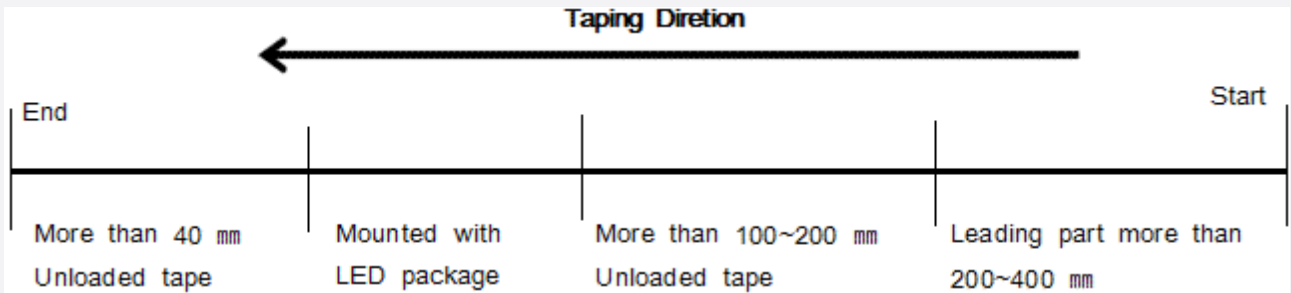 Taping Diretion
End
Start
More than 40 ㎜
Unloaded tape
Mounted with
LED package
More than 100~200 ㎜
Unloaded tape
Leading part more than
200~400 ㎜